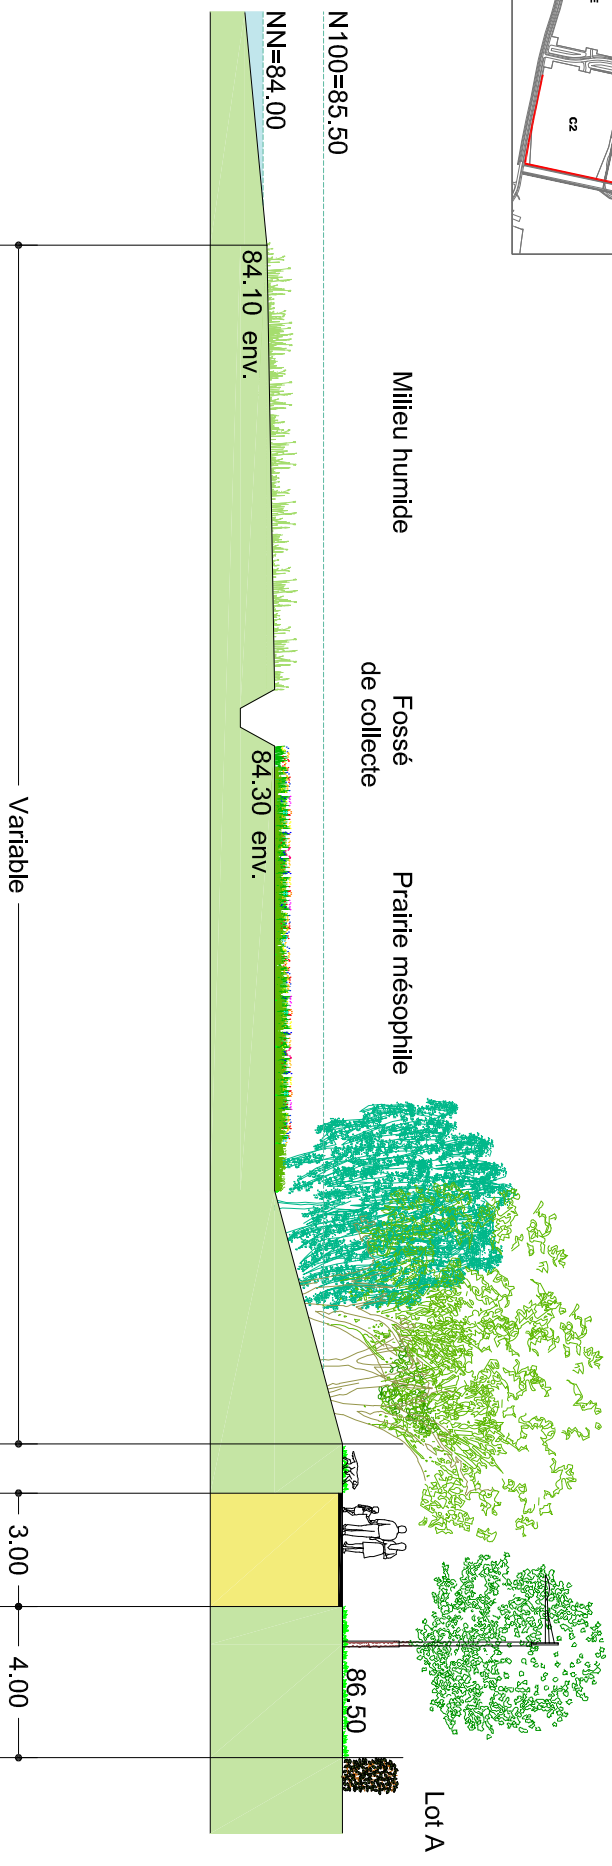 C2
N100=85.50
NN=84.00
84.10 env.
Milieu humide
Fossé
de collecte
84.30 env.
Prairie mésophile
86.50
Lot A
Variable
3.00
4.00